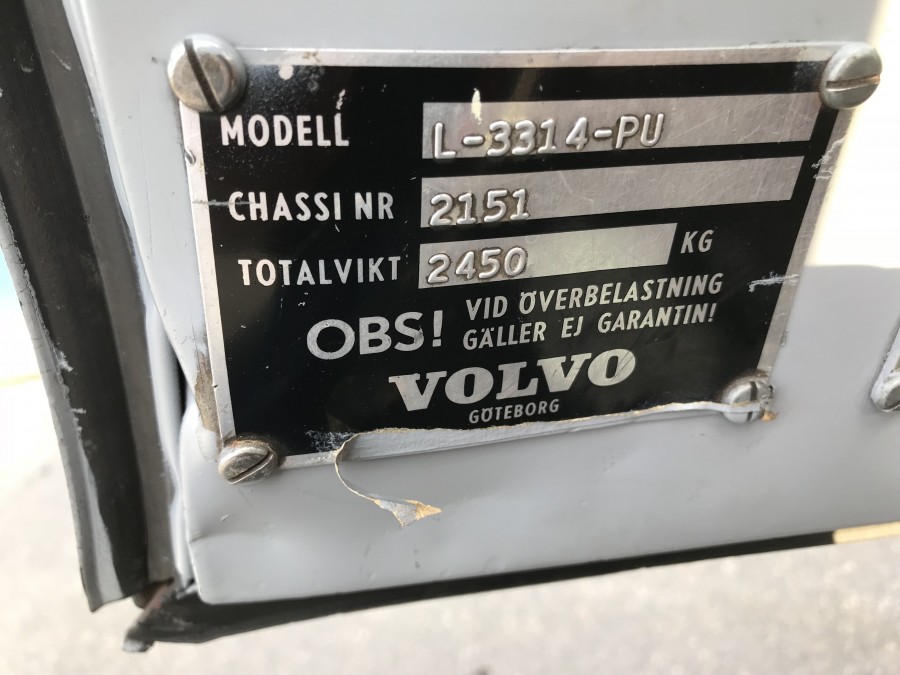 MODELL L-3314-PU
CHASSI NR 2151
TOTALVIKT 2450 KG
OBS! VID ÖVERBELASTNING
GÄLLER EJ GARANTIN!
VOLVO
GÖTEBORG